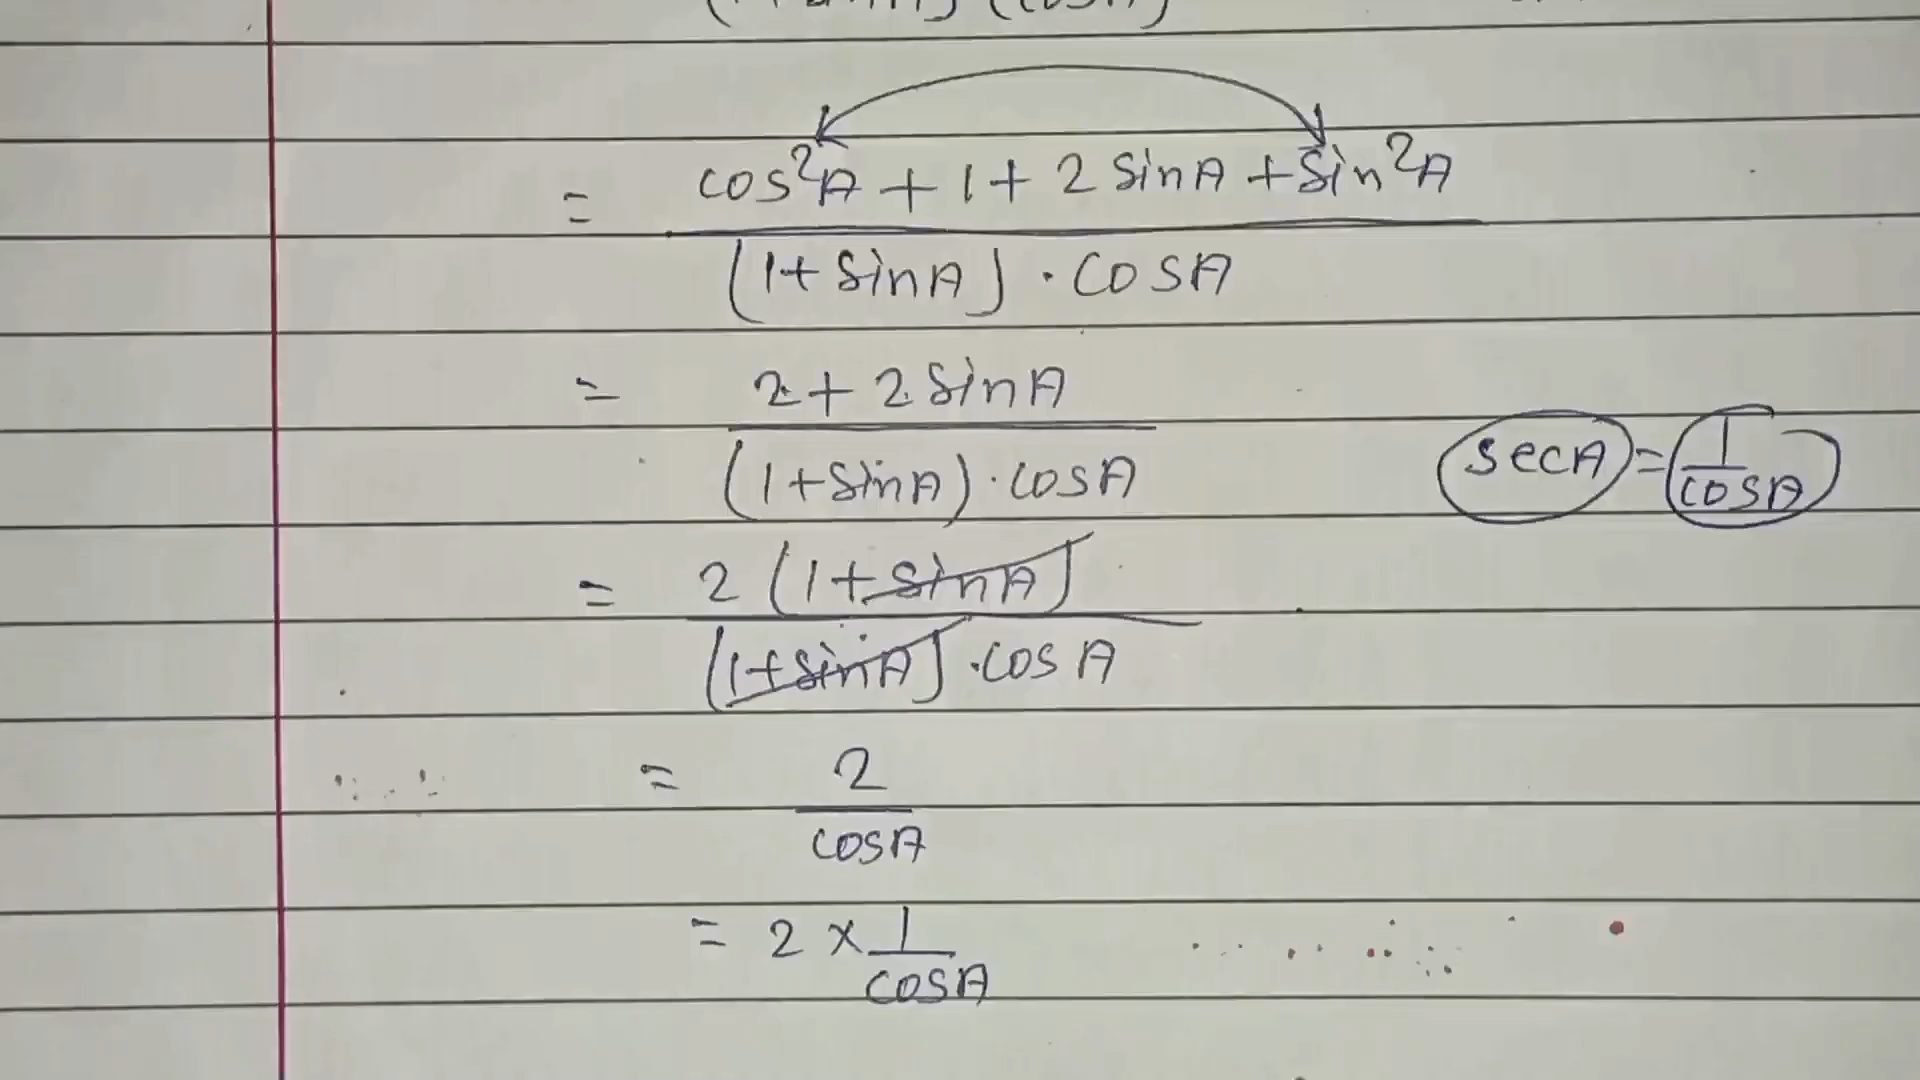 = cos²A + 1 + 2 sinA + sin²A
(1 + sinA) · cosA
= 2 + 2 sinA
(1 + sinA) · cosA
secA = 1
cosA
= 2 (1 + sinA)
(1 + sinA) · cosA
= 2
cosA
= 2 × 1
cosA